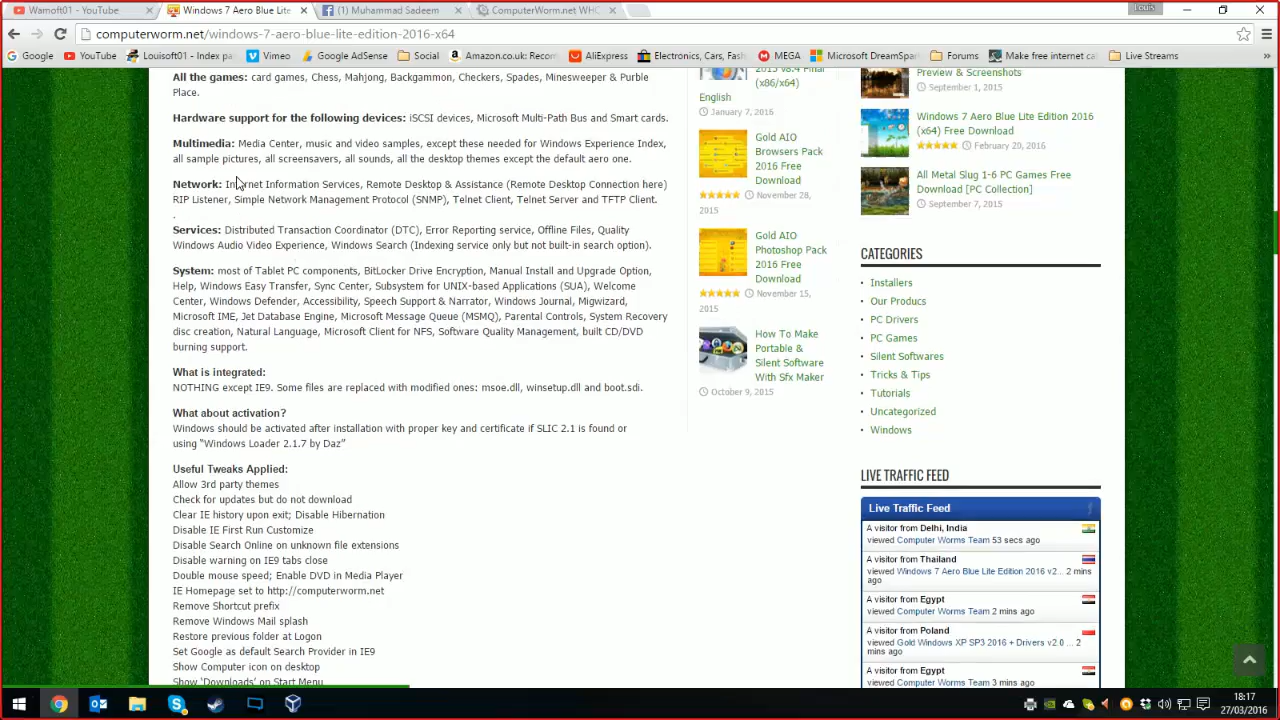 Wamoft01 - YouTube
Windows 7 Aero Blue Lite
(1) Muhammad Sadeem
ComputerWorm.net WHC
Louis
computerworm.net/windows-7-aero-blue-lite-edition-2016-x64
Google
YouTube
Louisoft01 - Index pa
Vimeo
Google AdSense
Social
Amazon.co.uk: Recom
AliExpress
Electronics, Cars, Fash
MEGA
Microsoft DreamSpar
Forums
Make free internet ca
Live Streams
All the games: card games, Chess, Mahjong, Backgammon, Checkers, Spades, Minesweeper & Purble
Place.
Hardware support for the following devices: iSCSI devices, Microsoft Multi-Path Bus and Smart cards.
Multimedia: Media Center, music and video samples, except these needed for Windows Experience Index,
all sample pictures, all screensavers, all sounds, all the desktop themes except the default aero one.
Network: Internet Information Services, Remote Desktop & Assistance (Remote Desktop Connection here)
RIP Listener, Simple Network Management Protocol (SNMP), Telnet Client, Telnet Server and TFTP Client.
.
Services: Distributed Transaction Coordinator (DTC), Error Reporting service, Offline Files, Quality
Windows Audio Video Experience, Windows Search (Indexing service only but not built-in search option).
System: most of Tablet PC components, BitLocker Drive Encryption, Manual Install and Upgrade Option,
Help, Windows Easy Transfer, Sync Center, Subsystem for UNIX-based Applications (SUA), Welcome
Center, Windows Defender, Accessibility, Speech Support & Narrator, Windows Journal, Migwizard,
Microsoft IME, Jet Database Engine, Microsoft Message Queue (MSMQ), Parental Controls, System Recovery
disc creation, Natural Language, Microsoft Client for NFS, Software Quality Management, built CD/DVD
burning support.
What is integrated:
NOTHING except IE9. Some files are replaced with modified ones: msoe.dll, winsetup.dll and boot.sdi.
What about activation?
Windows should be activated after installation with proper key and certificate if SLIC 2.1 is found or
using "Windows Loader 2.1.7 by Daz"
Useful Tweaks Applied:
Allow 3rd party themes
Check for updates but do not download
Clear IE history upon exit; Disable Hibernation
Disable IE First Run Customize
Disable Search Online on unknown file extensions
Disable warning on IE9 tabs close
Double mouse speed; Enable DVD in Media Player
IE Homepage set to http://computerworm.net
Remove Shortcut prefix
Remove Windows Mail splash
Restore previous folder at Logon
Set Google as default Search Provider in IE9
Show Computer icon on desktop
Show 'Downloads' on Start Menu
2015 v8.4 Final
(x86/x64)
English
January 7, 2016
Gold AIO
Browsers Pack
2016 Free
Download
November 28,
2015
Gold AIO
Photoshop Pack
2016 Free
Download
November 15,
2015
How To Make
Portable &
Silent Software
With Sfx Maker
October 9, 2015
Preview & Screenshots
September 1, 2015
Windows 7 Aero Blue Lite Edition 2016
(x64) Free Download
February 20, 2016
All Metal Slug 1-6 PC Games Free
Download [PC Collection]
September 7, 2015
CATEGORIES
Installers
Our Producs
PC Drivers
PC Games
Silent Softwares
Tricks & Tips
Tutorials
Uncategorized
Windows
LIVE TRAFFIC FEED
Live Traffic Feed
A visitor from Delhi, India
viewed Computer Worms Team 53 secs ago
A visitor from Thailand
viewed Windows 7 Aero Blue Lite Edition 2016 v2... 2 mins
ago
A visitor from Egypt
viewed Computer Worms Team 2 mins ago
A visitor from Poland
viewed Gold Windows XP SP3 2016 + Drivers v2.0 ... 2
mins ago
A visitor from Egypt
viewed Computer Worms Team 3 mins ago
18:17
27/03/2016